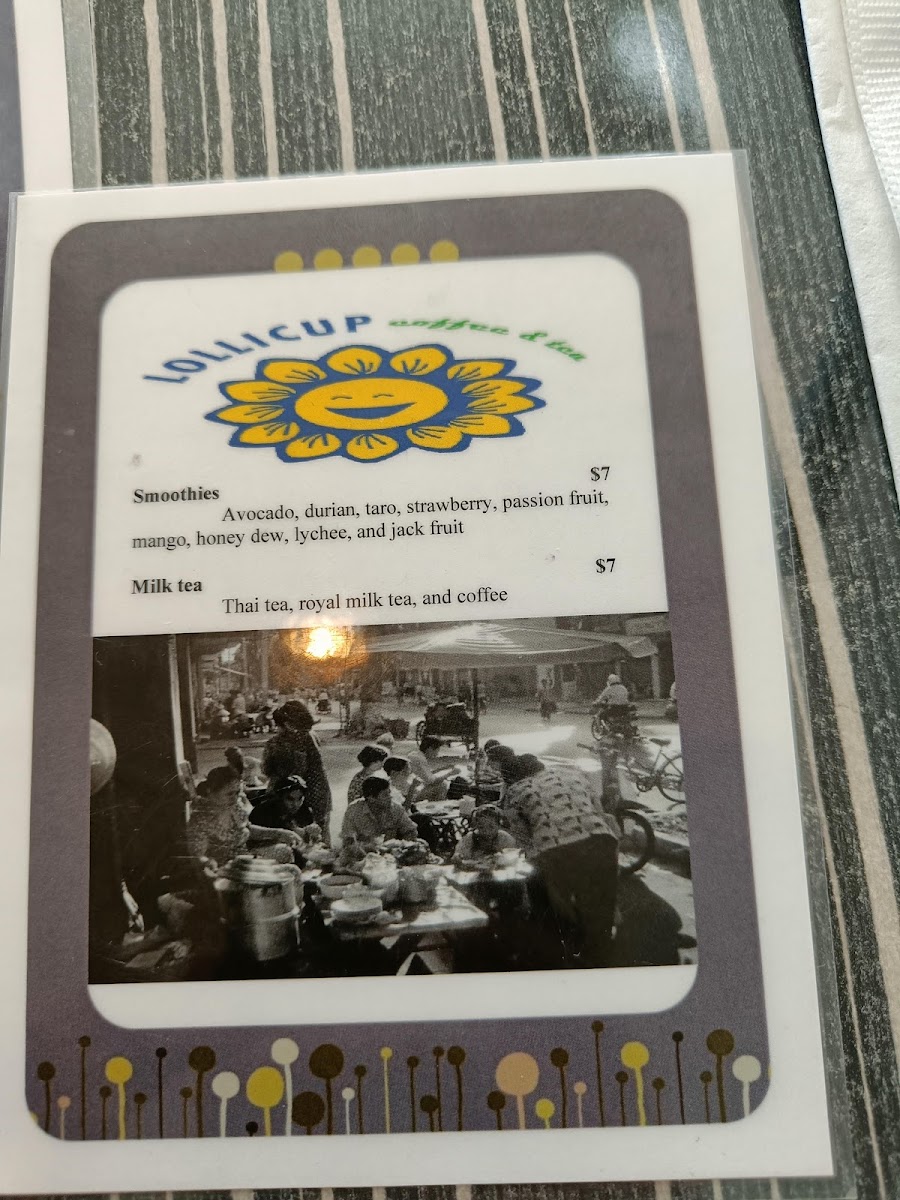 LOLLICUP coffee & tea
$7
Smoothies
Avocado, durian, taro, strawberry, passion fruit,
mango, honey dew, lychee, and jack fruit
$7
Milk tea
Thai tea, royal milk tea, and coffee